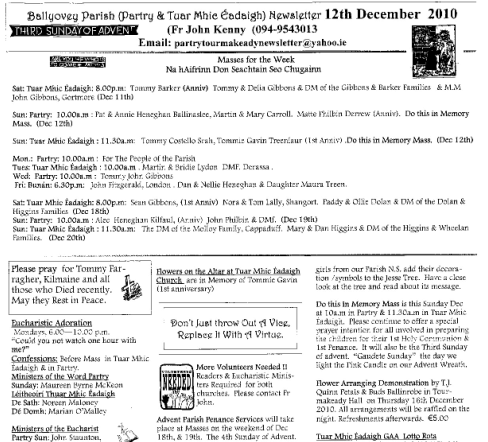 Ballyovey Parish (Partry & Tuar Mhic Éadaigh) Newsletter 12th December 2010
THIRD SUNDAY OF ADVENT
(Fr John Kenny (094-9543013
Email: partrytourmakeadynewsletter@yahoo.ie
Masses for the Week
Na hAifrinn Don Seachtain Seo Chugainn
Sat: Tuar Mhic Éadaigh: 8.00p.m: Tommy Barker (Anniv) Tommy & Delia Gibbons & DM of the Gibbons & Barker Families & M.M
John Gibbons, Gortmore (Dec 11th)
Sun: Partry: 10.00a.m : Pat & Annie Heneghan Ballinaslee, Martin & Mary Carroll. Matte Philbin Derrew (Anniv). Do this in
Memory Mass. (Dec 12th)
Sun : Tuar Mhic Éadaigh : 11.30a.m: Tommy Costello Srah, Tommie Gavin Treenlaur (1st Anniv) .Do this in Memory Mass. (Dec 12th)
Mon.: Partry: 10.00a.m : For The People of the Parish
Tues: Tuar Mhic Éadaigh : 10.00a.m . Martin & Bridie Lydon DMF. Derassa .
Wed: Partry: 10.00a.m : Tommy John Gibbons
Fri: Bunán: 6.30p.m: John Fitzgerald, London . Dan & Nellie Heneghan & Daughter Maura Treen.
Sat: Tuar Mhic Éadaigh: 8.00p.m: Sean Gibbons, (1st Anniv) Nora & Tom Lally, Shangort. Paddy & Ollie Dolan & DM of the Dolan &
Higgins Families (Dec 18th)
Sun: Partry: 10.00a.m : Alec Heneghan Kilfaul, (Anniv) John Philbin & DMF. (Dec 19th)
Sun: Tuar Mhic Éadaigh: 11.30a.m: The DM of the Molloy Family, Cappaduff. Mary & Dan Higgins & DM of the Higgins & Wheelan
Families. (Dec 20th)
Please pray for Tommy Far-
ragher, Kilmaine and all
those who Died recently.
May they Rest in Peace.
Eucharistic Adoration
Mondays, 6.00—10.00 p.m.
"Could you not watch one hour with
me?"
Confessions: Before Mass in Tuar Mhic
Éadaigh & in Partry.
Ministers of the Word Partry
Sunday: Maureen Byrne McKeon
Léitheoirí Thuar Mhic Éadaigh
De Sath: Noreen Maloney
Dé Domh: Marian O'Malley
Ministers of the Eucharist
Partry Sun: John Staunton,
Flowers on the Altar at Tuar Mhic Éadaigh
Church are in Memory of Tommie Gavin
(1st anniversary)
Don't Just throw Out A Vice,
Replace It With A Virtue.
VOLUNTEERS
NEEDED
More Volunteers Needed !!
Readers & Eucharistic Minis-
ters Required for both
churches. Please contact Fr
John.
Advent Parish Penance Services will take
place at Masses on the weekend of Dec
18th, & 19th. The 4th Sunday of Advent.
girls from our Parish N.S. add their decora-
tion /symbols to the Jesse Tree. Have a close
look at the tree and read about its message.
Do this in Memory Mass is this Sunday Dec
at 10a.m in Partry & 11.30a.m in Tuar Mhic
Éadaigh. Please continue to offer a special
prayer intention for all involved in preparing
the children for their 1st Holy Communion &
1st Penance. It will also be the Third Sunday
of advent. "Gaudete Sunday" the day we
light the Pink Candle on our Advent Wreath.
Flower Arranging Demonstration by T.J.
Quinn Petals & Buds Ballinrobe in Tour-
makeady Hall on Thursday 16th December
2010. All arrangements will be raffled on the
night. Refreshments afterwards. €5.00
Tuar Mhic Éadaigh GAA Lotto Rota